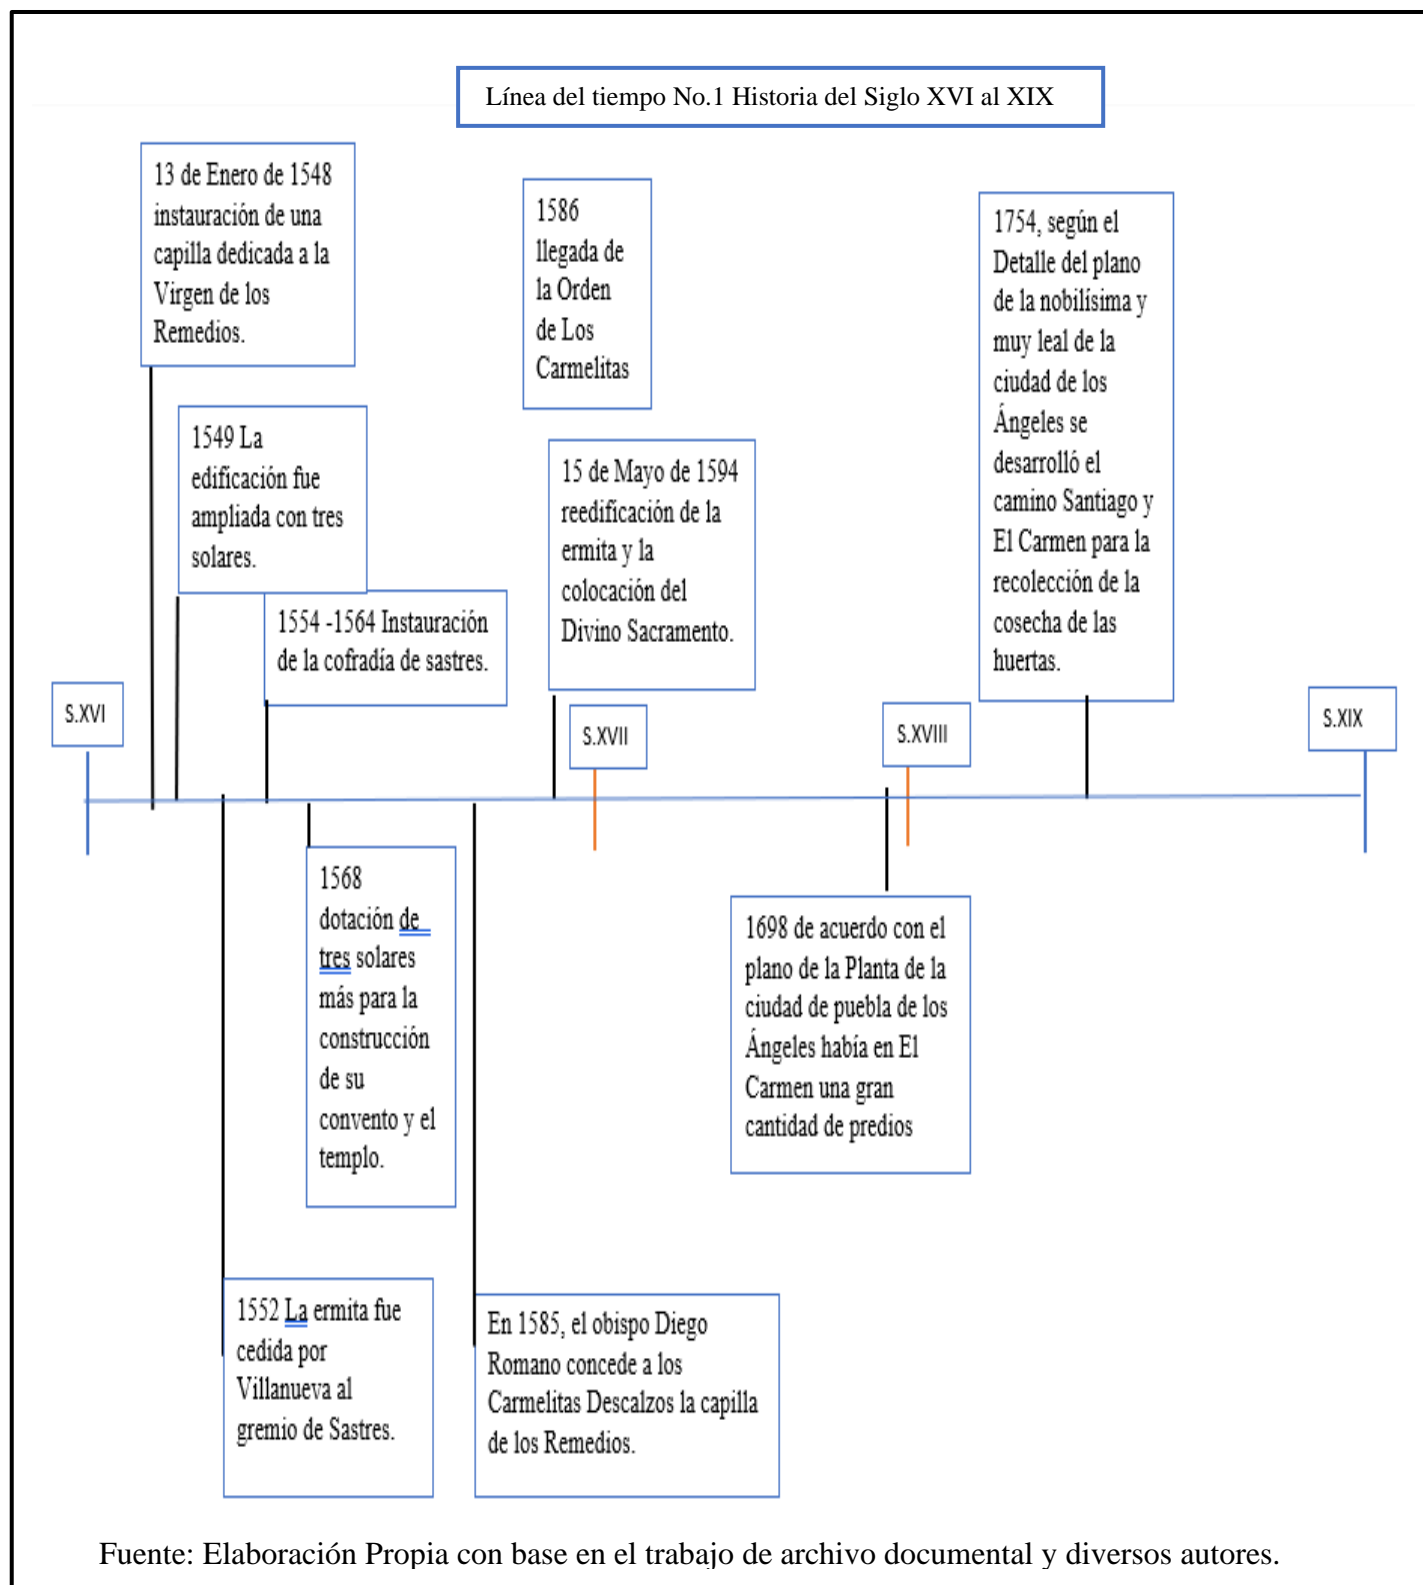 Línea del tiempo No.1 Historia del Siglo XVI al XIX
13 de Enero de 1548
instauración de una
capilla dedicada a la
Virgen de los
Remedios.
1549 La
edificación fue
ampliada con tres
solares.
1554 -1564 Instauración
de la cofradía de sastres.
1586
llegada de
la Orden
de Los
Carmelitas
15 de Mayo de 1594
reedificación de la
ermita y la
colocación del
Divino Sacramento.
1754, según el
Detalle del plano
de la nobilísima y
muy leal de la
ciudad de los
Ángeles se
desarrolló el
camino Santiago y
El Carmen para la
recolección de la
cosecha de las
huertas.
S.XVI
S.XVII
S.XVIII
S.XIX
1568
dotación de
tres solares
más para la
construcción
de su
convento y el
templo.
1698 de acuerdo con el
plano de la Planta de la
ciudad de puebla de los
Ángeles había en El
Carmen una gran
cantidad de predios
1552 La ermita fue
cedida por
Villanueva al
gremio de Sastres.
En 1585, el obispo Diego
Romano concede a los
Carmelitas Descalzos la capilla
de los Remedios.
Fuente: Elaboración Propia con base en el trabajo de archivo documental y diversos autores.